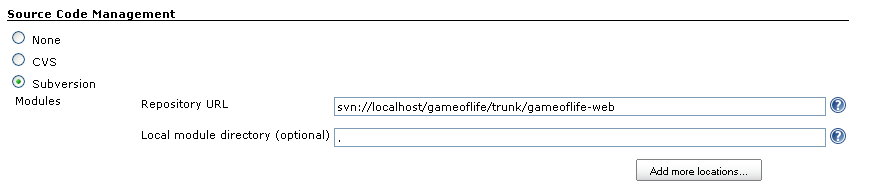 Source Code Management
None
CVS
Subversion
Modules
Repository URL
svn://localhost/gameoflife/trunk/gameoflife-web
?
Local module directory (optional)
.
?
Add more locations...